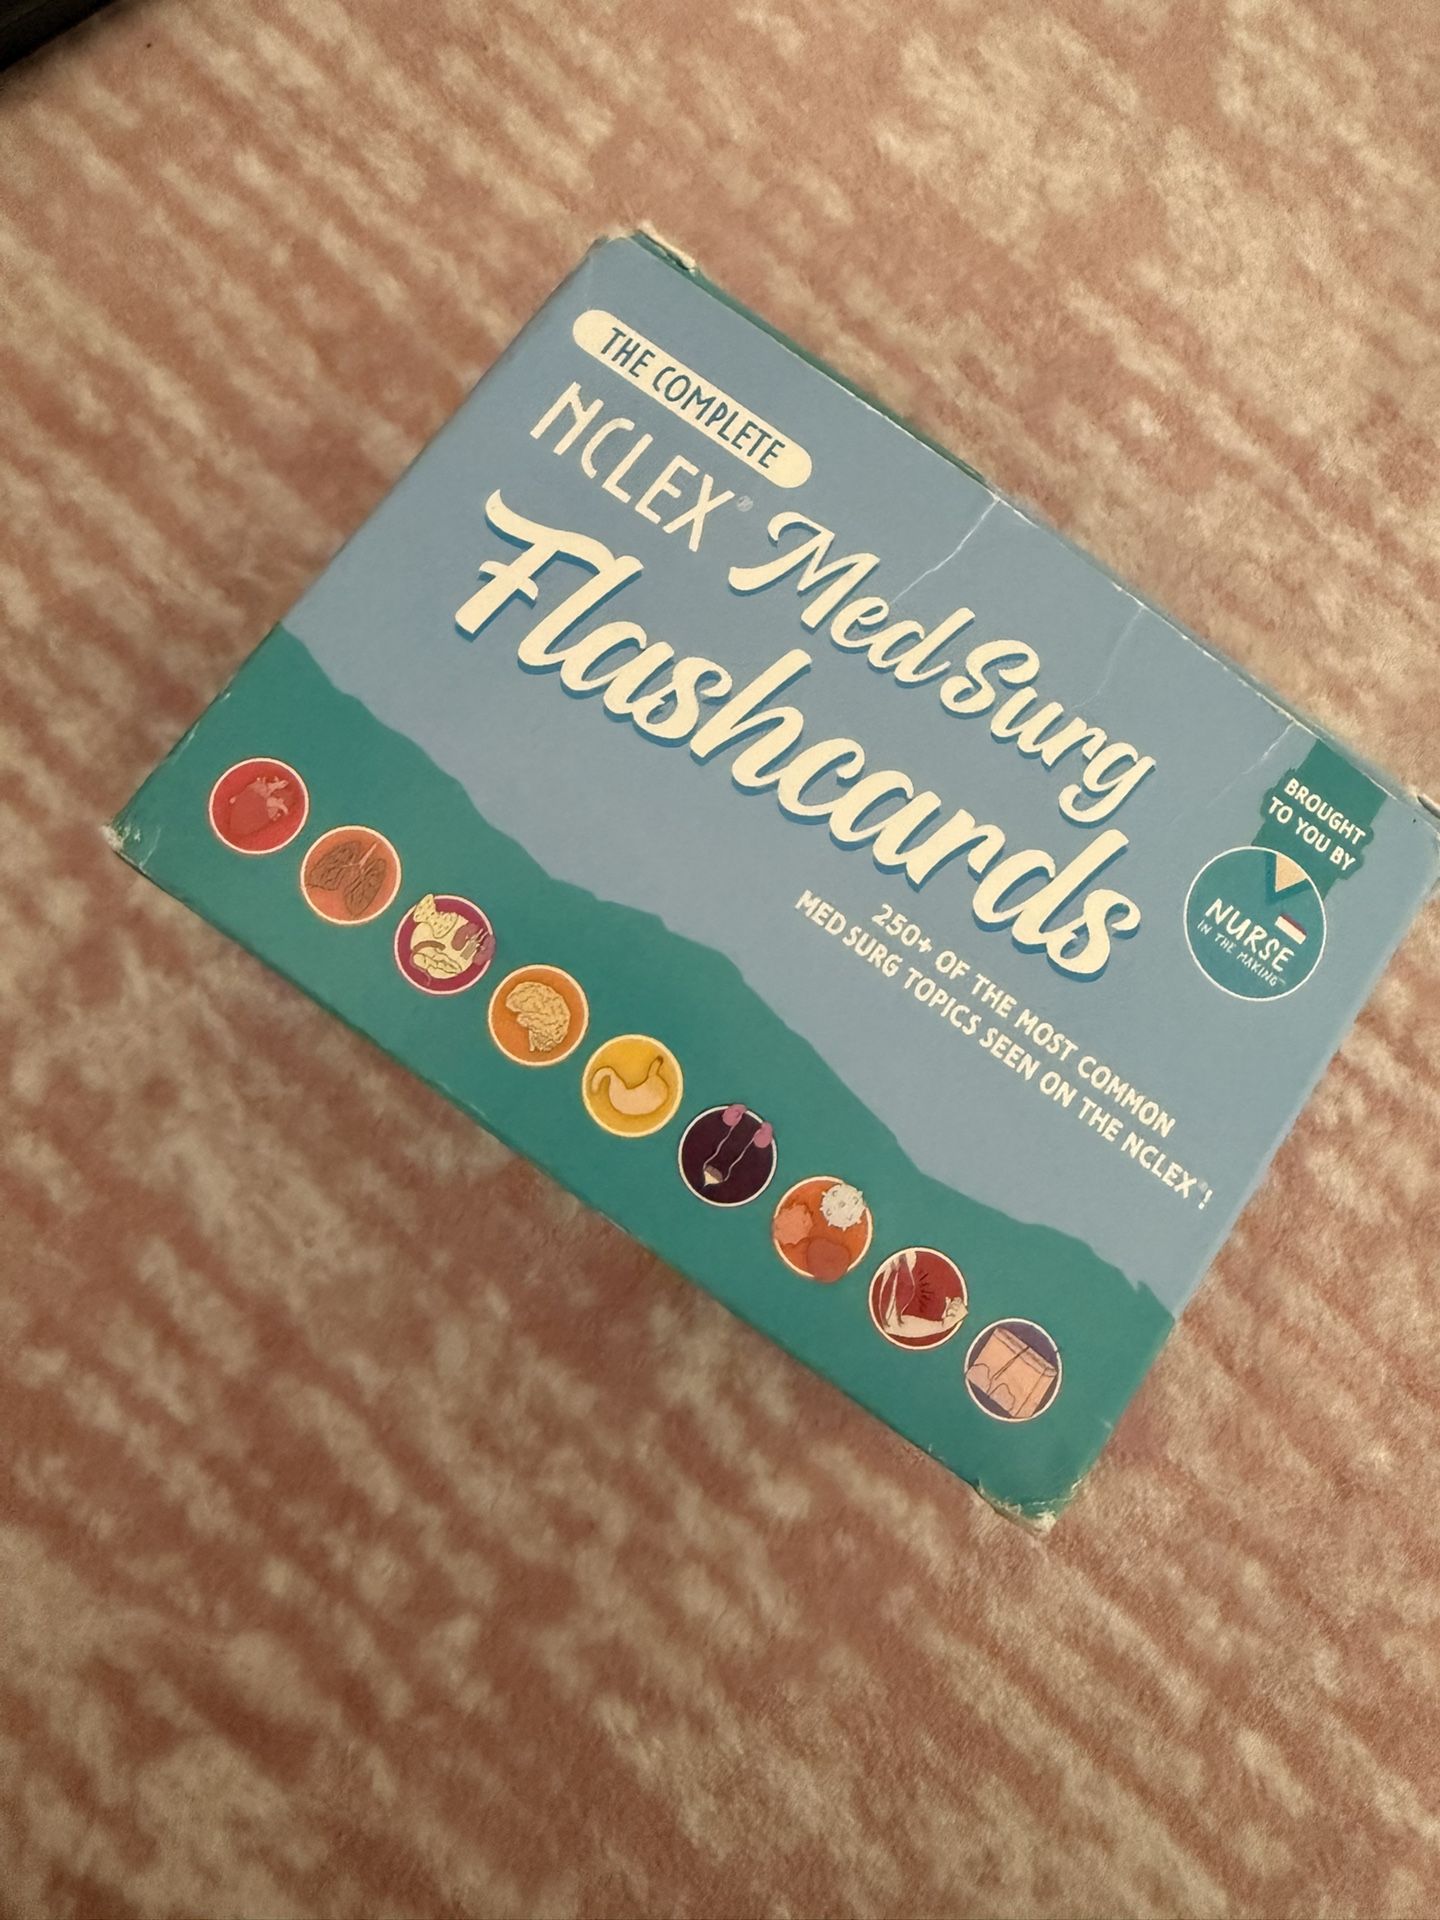 THE COMPLETE
NCLEX® Med Surg
Flashcards
250+ OF THE MOST COMMON
MED SURG TOPICS SEEN ON THE NCLEX®!
BROUGHT
TO YOU BY
NURSE
IN THE MAKING™